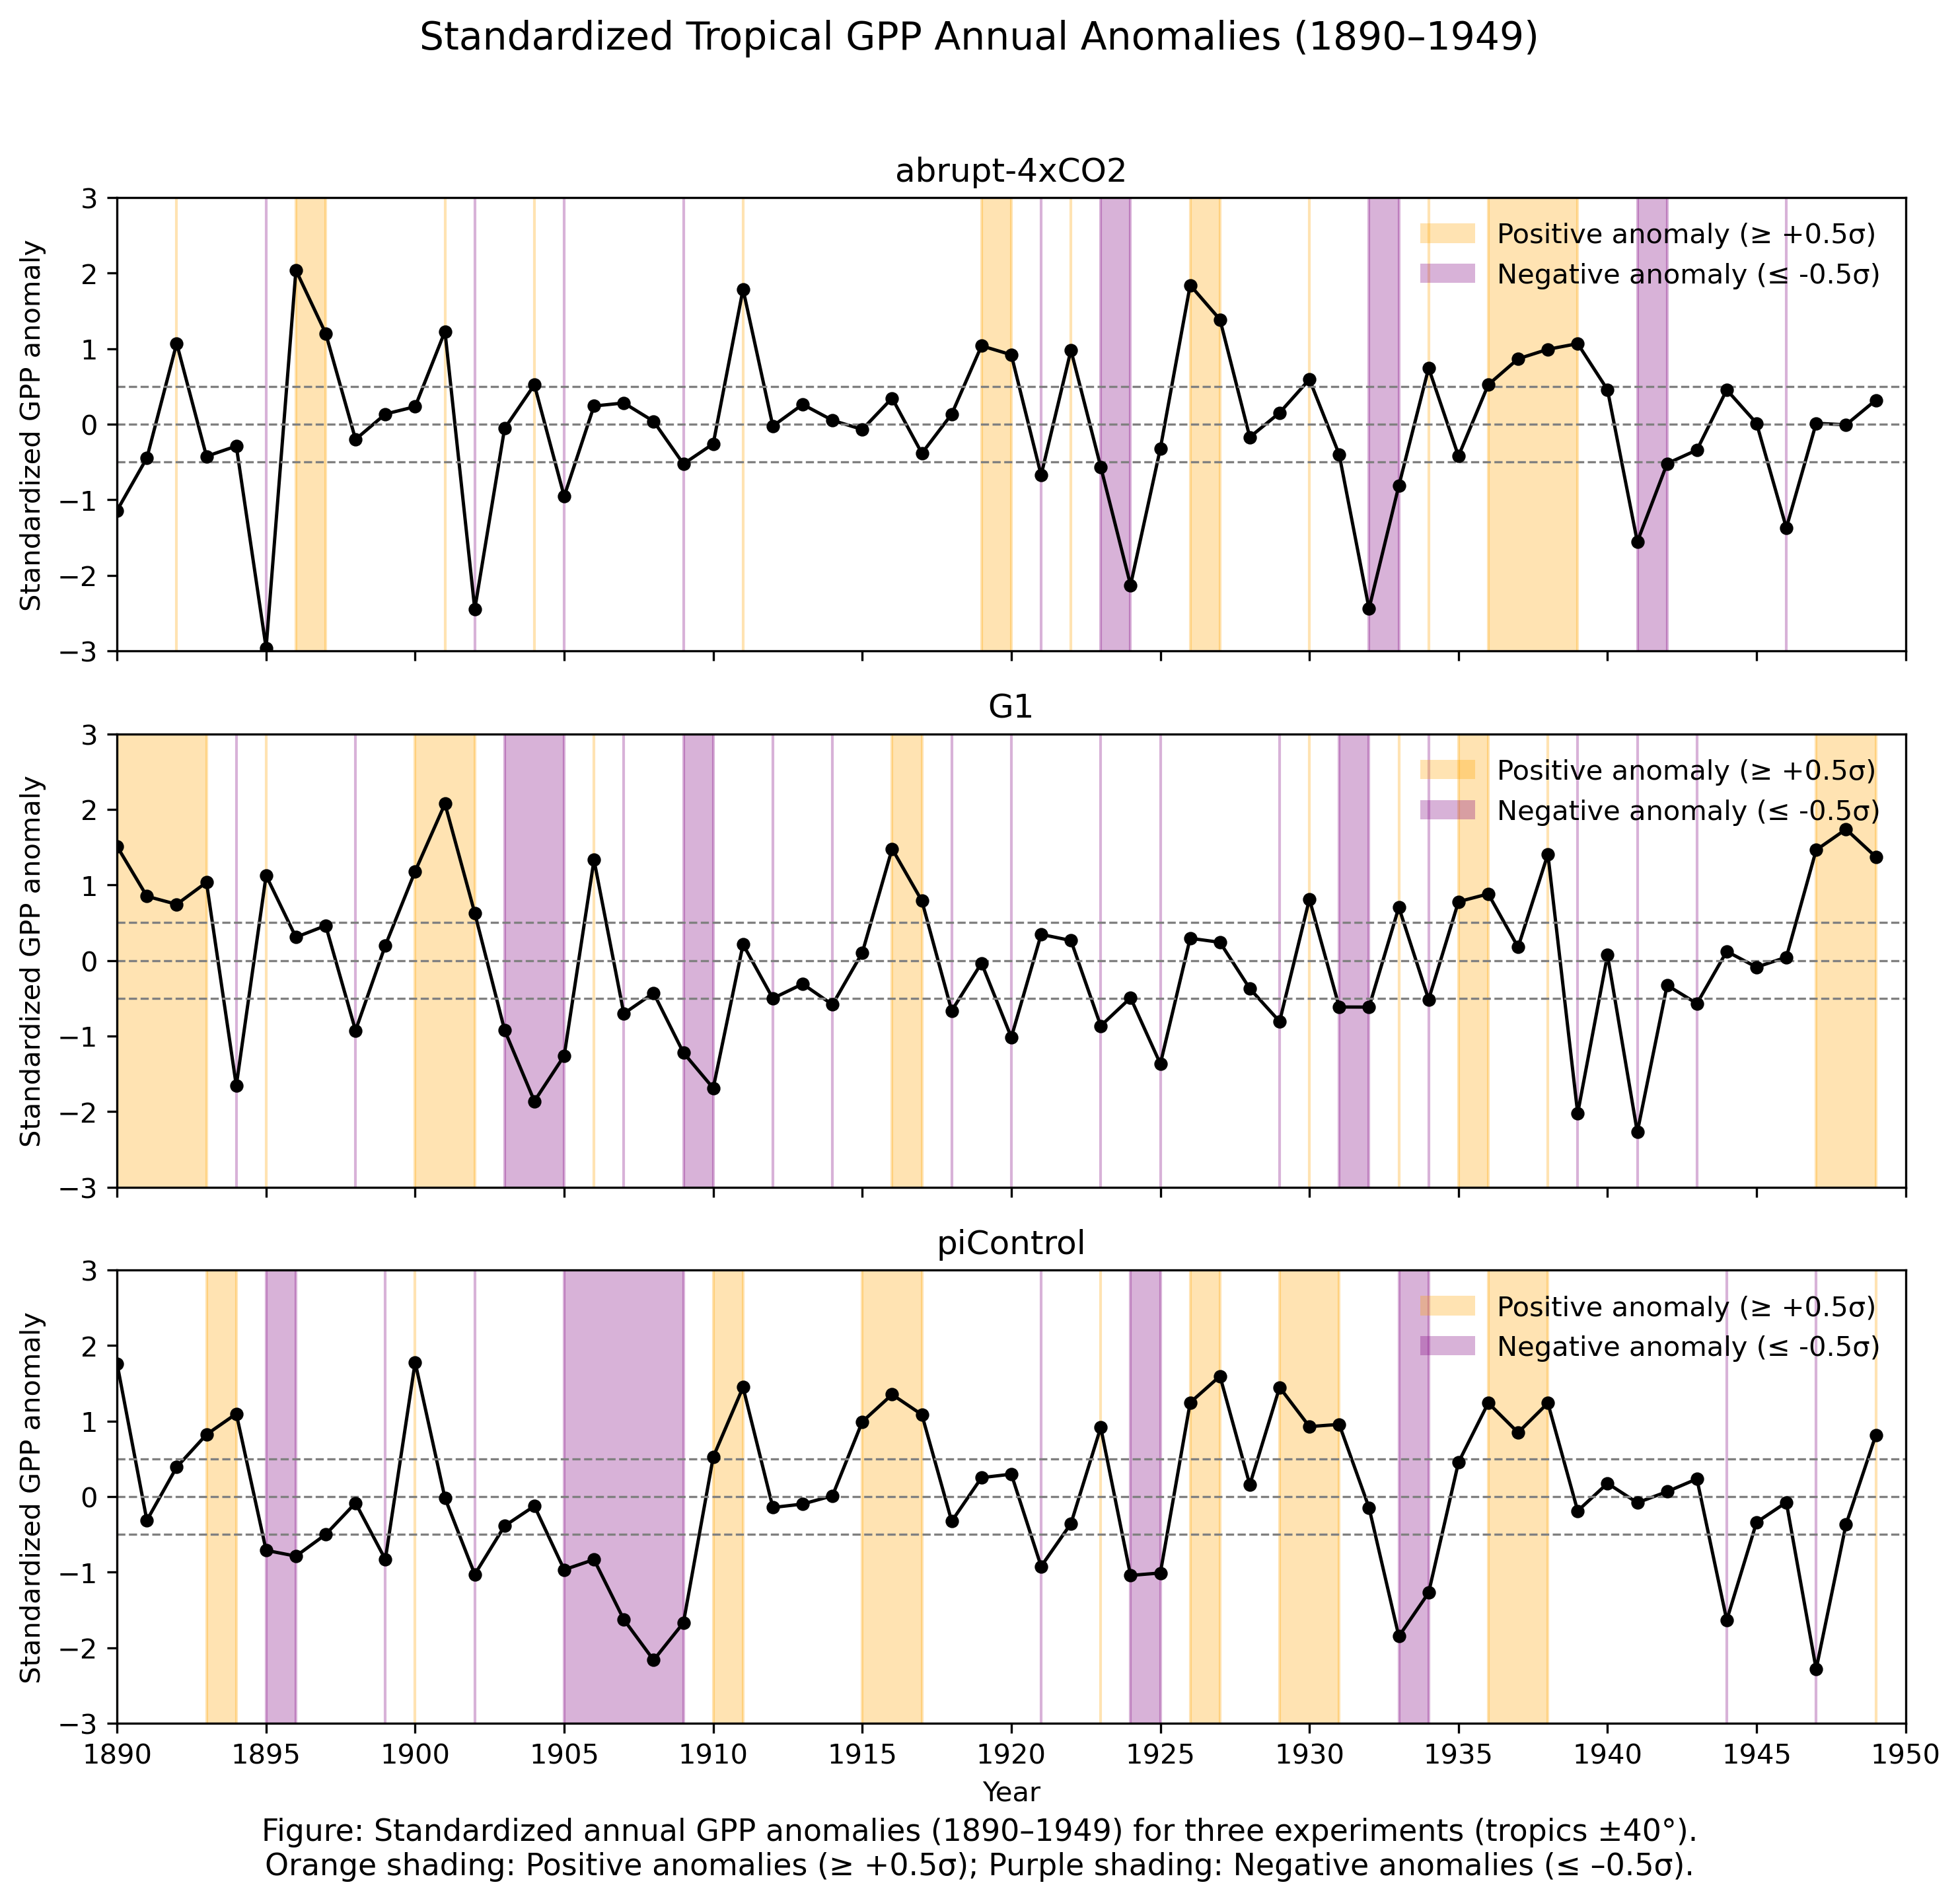 Standardized Tropical GPP Annual Anomalies (1890–1949)
abrupt-4xCO2
Standardized GPP anomaly
3
2
1
0
−1
−2
−3
Positive anomaly (≥ +0.5σ)
Negative anomaly (≤ -0.5σ)
G1
Standardized GPP anomaly
3
2
1
0
−1
−2
−3
Positive anomaly (≥ +0.5σ)
Negative anomaly (≤ -0.5σ)
piControl
Standardized GPP anomaly
3
2
1
0
−1
−2
−3
Positive anomaly (≥ +0.5σ)
Negative anomaly (≤ -0.5σ)
1890 1895 1900 1905 1910 1915 1920 1925 1930 1935 1940 1945 1950
Year
Figure: Standardized annual GPP anomalies (1890–1949) for three experiments (tropics ±40°).
Orange shading: Positive anomalies (≥ +0.5σ); Purple shading: Negative anomalies (≤ –0.5σ).